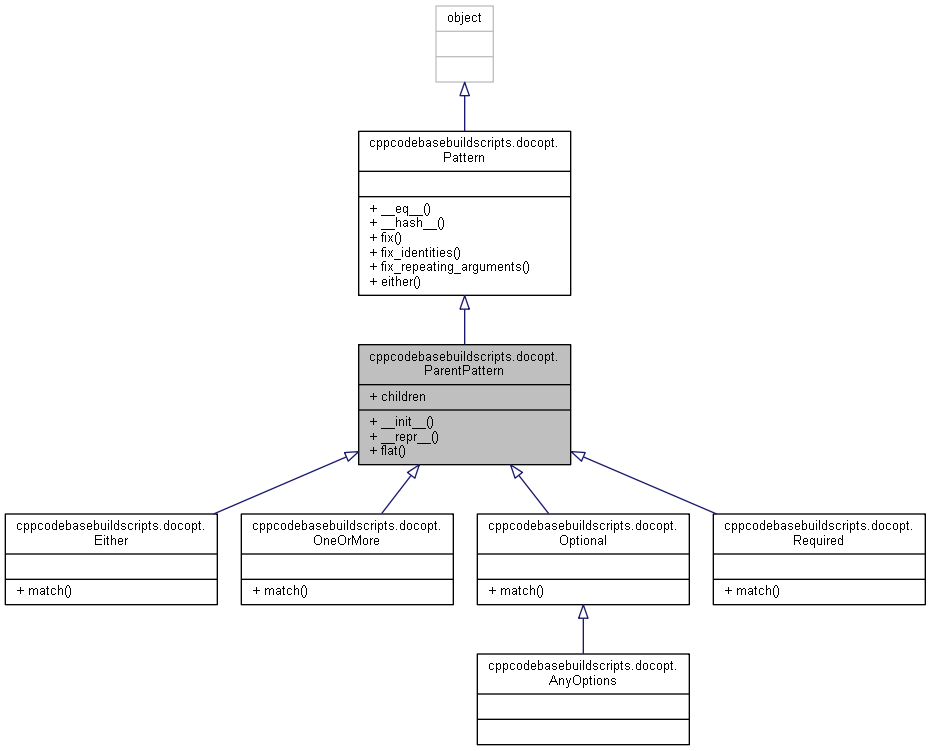 object
cppcodebasebuildscripts.docopt.
Pattern
+ __eq__()
+ __hash__()
+ fix()
+ fix_identities()
+ fix_repeating_arguments()
+ either()
cppcodebasebuildscripts.docopt.
ParentPattern
+ children
+ __init__()
+ __repr__()
+ flat()
cppcodebasebuildscripts.docopt.
Either
+ match()
cppcodebasebuildscripts.docopt.
OneOrMore
+ match()
cppcodebasebuildscripts.docopt.
Optional
+ match()
cppcodebasebuildscripts.docopt.
Required
+ match()
cppcodebasebuildscripts.docopt.
AnyOptions